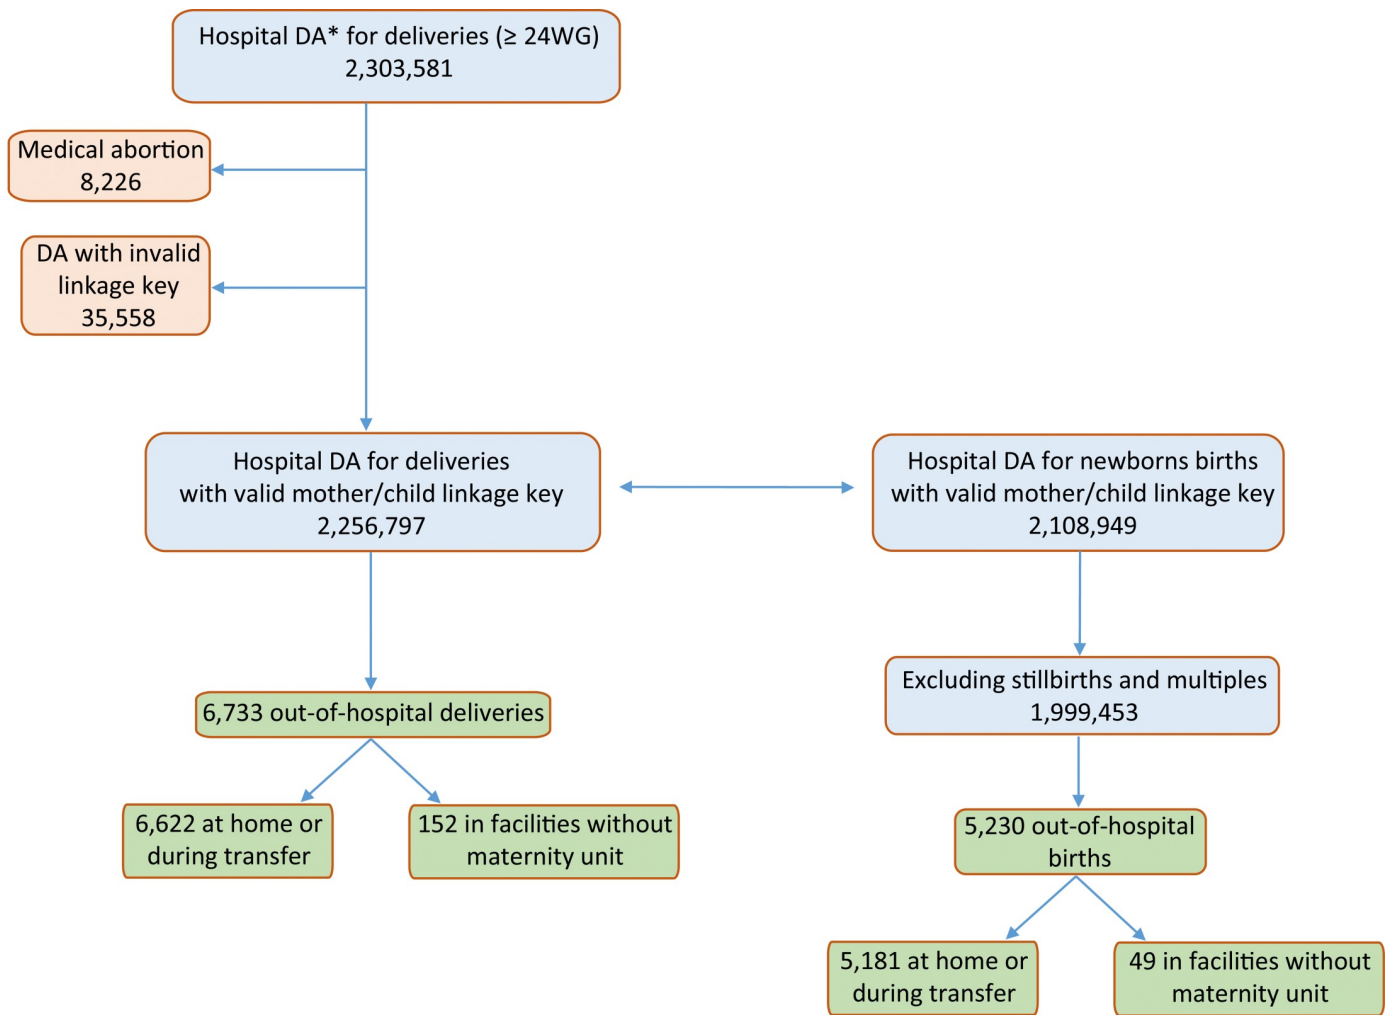 Hospital DA* for deliveries (≥ 24WG)
2,303,581
Medical abortion
8,226
DA with invalid
linkage key
35,558
Hospital DA for deliveries
with valid mother/child linkage key
2,256,797
Hospital DA for newborns births
with valid mother/child linkage key
2,108,949
6,733 out-of-hospital deliveries
6,622 at home or
during transfer
152 in facilities without
maternity unit
Excluding stillbirths and multiples
1,999,453
5,230 out-of-hospital
births
5,181 at home or
during transfer
49 in facilities without
maternity unit